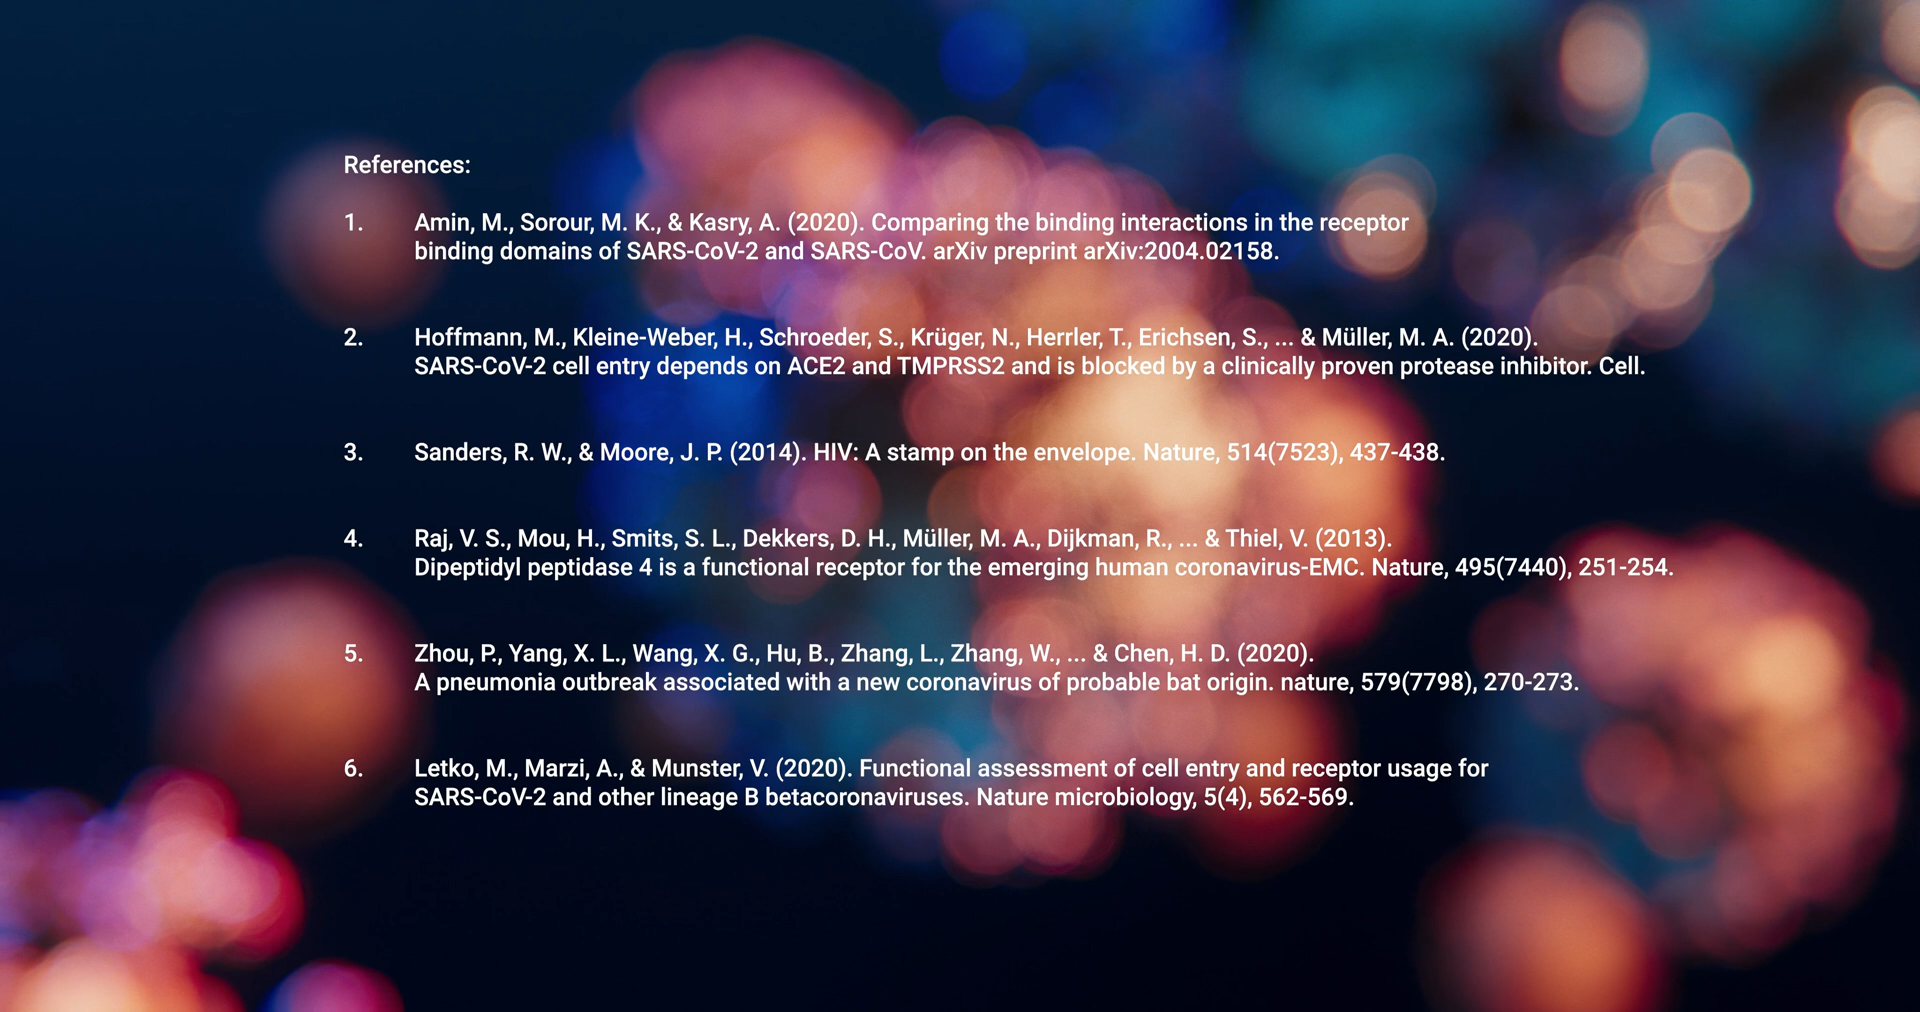 References:
1. Amin, M., Sorour, M. K., & Kasry, A. (2020). Comparing the binding interactions in the receptor
binding domains of SARS-CoV-2 and SARS-CoV. arXiv preprint arXiv:2004.02158.
2. Hoffmann, M., Kleine-Weber, H., Schroeder, S., Krüger, N., Herrler, T., Erichsen, S., ... & Müller, M. A. (2020).
SARS-CoV-2 cell entry depends on ACE2 and TMPRSS2 and is blocked by a clinically proven protease inhibitor. Cell.
3. Sanders, R. W., & Moore, J. P. (2014). HIV: A stamp on the envelope. Nature, 514(7523), 437-438.
4. Raj, V. S., Mou, H., Smits, S. L., Dekkers, D. H., Müller, M. A., Dijkman, R., ... & Thiel, V. (2013).
Dipeptidyl peptidase 4 is a functional receptor for the emerging human coronavirus-EMC. Nature, 495(7440), 251-254.
5. Zhou, P., Yang, X. L., Wang, X. G., Hu, B., Zhang, L., Zhang, W., ... & Chen, H. D. (2020).
A pneumonia outbreak associated with a new coronavirus of probable bat origin. nature, 579(7798), 270-273.
6. Letko, M., Marzi, A., & Munster, V. (2020). Functional assessment of cell entry and receptor usage for
SARS-CoV-2 and other lineage B betacoronaviruses. Nature microbiology, 5(4), 562-569.